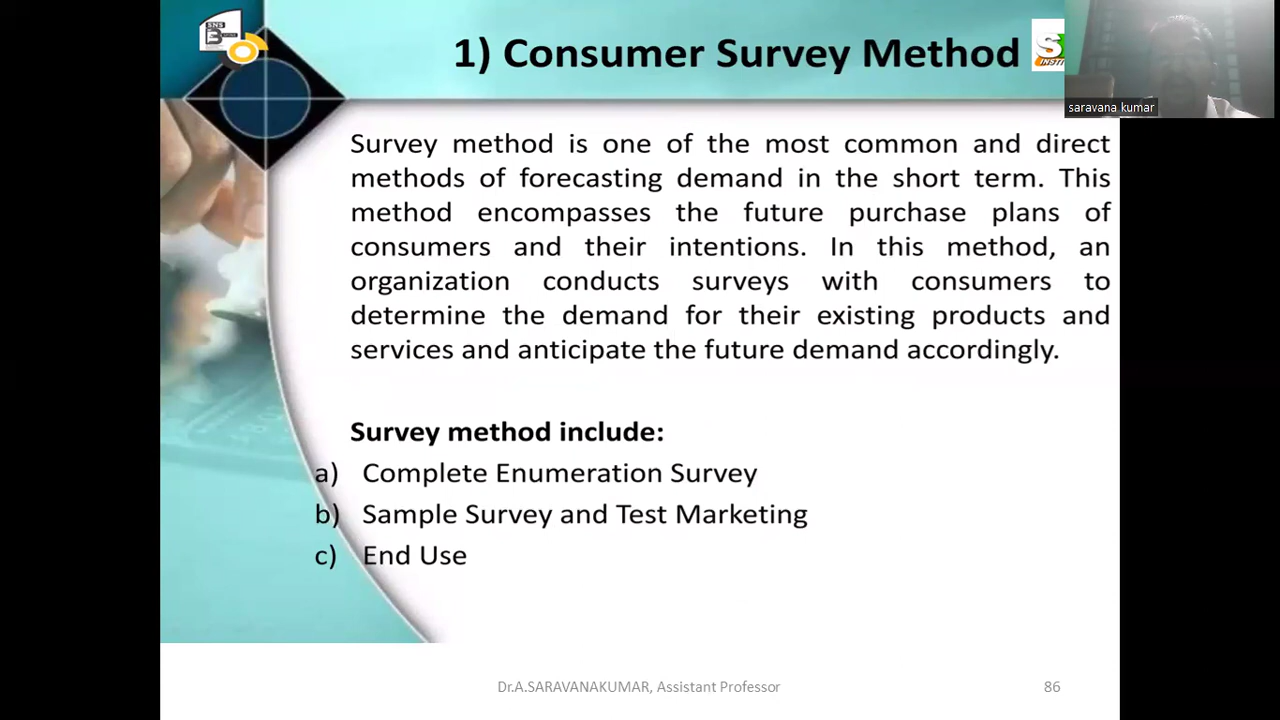 SNS
B
1) Consumer Survey Method
S
INSTI
saravana kumar
Survey method is one of the most common and direct
methods of forecasting demand in the short term. This
method encompasses the future purchase plans of
consumers and their intentions. In this method, an
organization conducts surveys with consumers to
determine the demand for their existing products and
services and anticipate the future demand accordingly.
Survey method include:
a) Complete Enumeration Survey
b) Sample Survey and Test Marketing
c) End Use
Dr.A.SARAVANAKUMAR, Assistant Professor
86